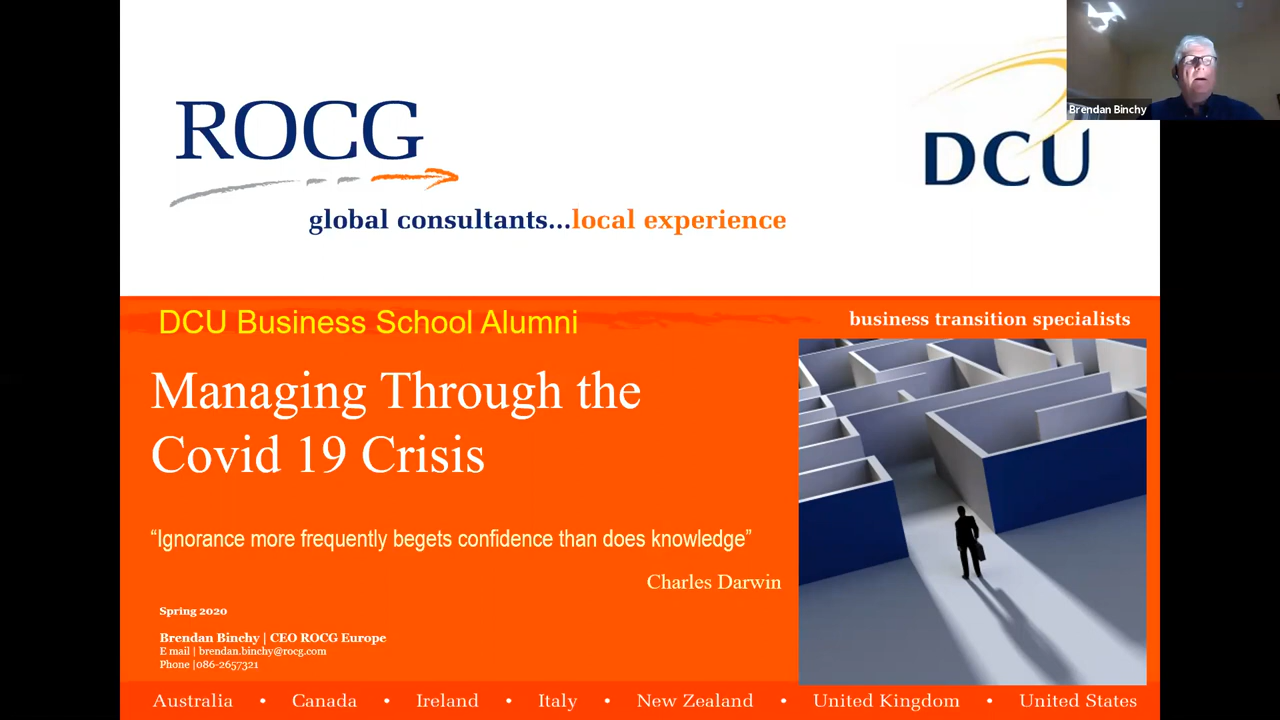 Brendan Binchy
ROCG
DCU
global consultants...local experience
DCU Business School Alumni
business transition specialists
Managing Through the
Covid 19 Crisis
“Ignorance more frequently begets confidence than does knowledge”
Charles Darwin
Spring 2020
Brendan Binchy | CEO ROCG Europe
E mail | brendan.binchy@rocg.com
Phone |086-2657321
Australia • Canada • Ireland • Italy • New Zealand • United Kingdom • United States